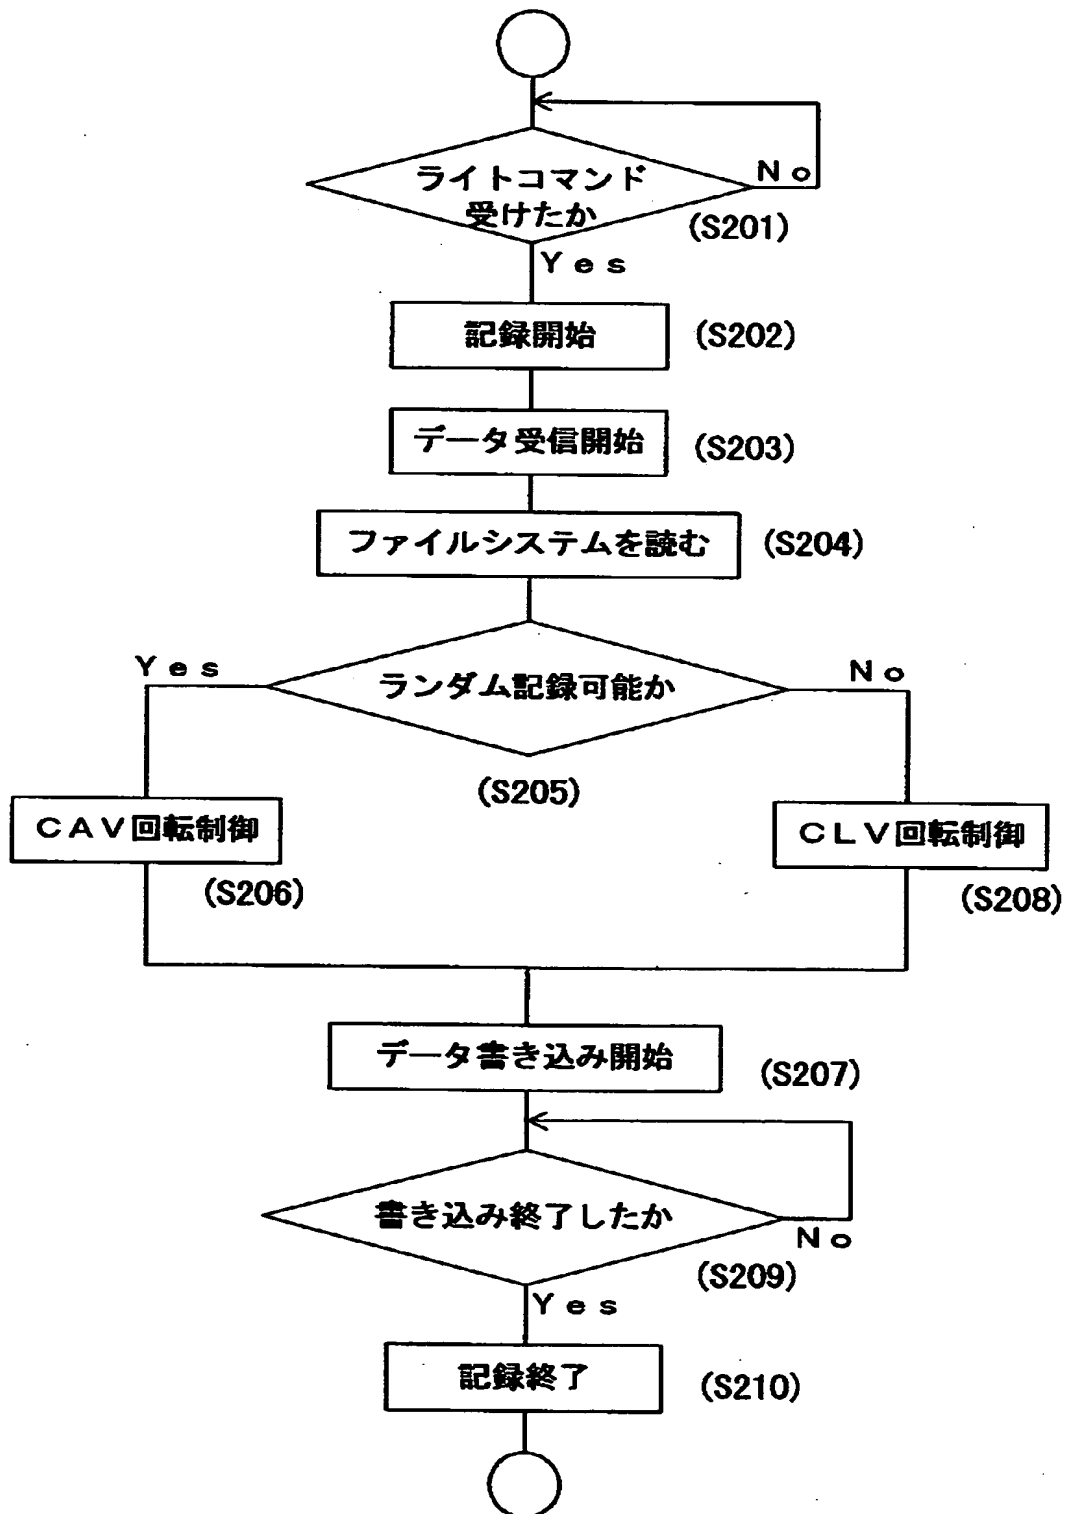 ライトコマンド
受けたか
No
(S201)
Yes
記録開始
(S202)
データ受信開始
(S203)
ファイルシステムを読む
(S204)
Yes
ランダム記録可能か
No
(S205)
CAV回転制御
(S206)
CLV回転制御
(S208)
データ書き込み開始
(S207)
書き込み終了したか
No
(S209)
Yes
記録終了
(S210)